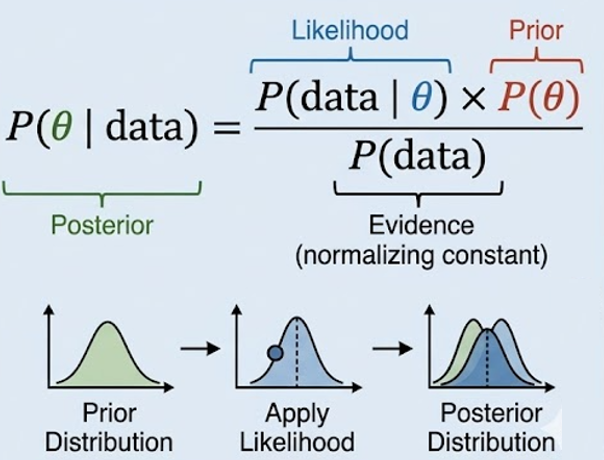 Likelihood Prior
P(θ | data) = P(data | θ) × P(θ)
P(data)
Posterior
Evidence
(normalizing constant)
Prior
Distribution
Apply
Likelihood
Posterior
Distribution